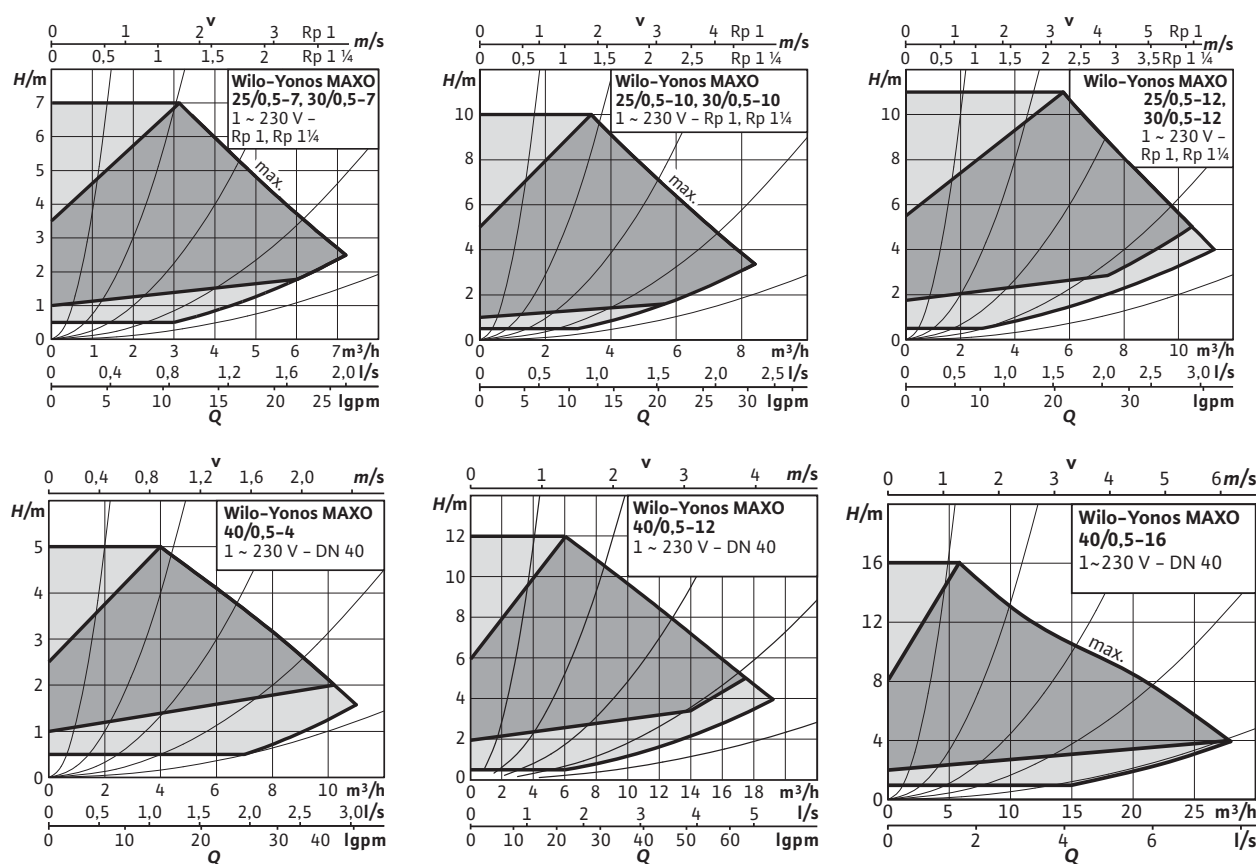 v
0 1 2 3 Rp 1
m/s
0 0,5 1 1,5 2 Rp 1 ¼
H/m
Wilo-Yonos MAXO
25/0,5-7, 30/0,5-7
1 ~ 230 V –
Rp 1, Rp 1¼
max.
7
6
5
4
3
2
1
0
0 1 2 3 4 5 6 7 m³/h
0 0,4 0,8 1,2 1,6 2,0 l/s
0 5 10 15 20 25 Igpm
Q
v
0 1 2 3 4 Rp 1
m/s
0 0,5 1 1,5 2 2,5 Rp 1 ¼
H/m
Wilo-Yonos MAXO
25/0,5-10, 30/0,5-10
1 ~ 230 V – Rp 1, Rp 1¼
max.
10
8
6
4
2
0
0 2 4 6 8 m³/h
0 0,5 1,0 1,5 2,0 2,5 l/s
0 5 10 15 20 25 30 Igpm
Q
v
0 1 2 3 4 5 Rp 1
m/s
0 0,5 1 1,5 2 2,5 3 3,5 Rp 1 ¼
H/m
Wilo-Yonos MAXO
25/0,5-12,
30/0,5-12
1 ~ 230 V –
Rp 1, Rp 1¼
10
8
6
4
2
0
0 2 4 6 8 10 m³/h
0 0,5 1,0 1,5 2,0 2,5 3,0 l/s
0 10 20 30 Igpm
Q
v
0 0,4 0,8 1,2 1,6 2,0 m/s
H/m
Wilo-Yonos MAXO
40/0,5-4
1 ~ 230 V – DN 40
5
4
3
2
1
0
0 2 4 6 8 10 m³/h
0 0,5 1,0 1,5 2,0 2,5 3,0 l/s
0 10 20 30 40 Igpm
Q
v
0 1 2 3 4 m/s
H/m
Wilo-Yonos MAXO
40/0,5-12
1 ~ 230 V – DN 40
12
10
8
6
4
2
0
0 2 4 6 8 10 12 14 16 18 m³/h
0 1 2 3 4 5 l/s
0 10 20 30 40 50 60 Igpm
Q
v
0 1 2 3 4 5 6 m/s
H/m
Wilo-Yonos MAXO
40/0,5-16
1~230 V – DN 40
max.
16
12
8
4
0
0 5 10 15 20 25 m³/h
0 2 4 6 l/s
Q